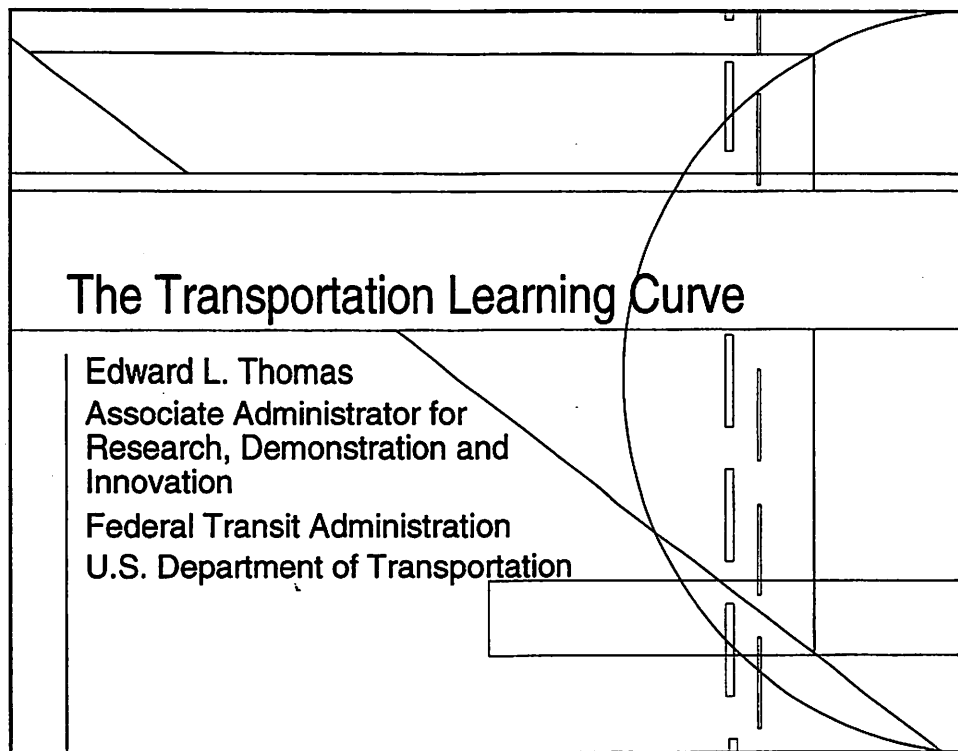 The Transportation Learning Curve
Edward L. Thomas
Associate Administrator for
Research, Demonstration and
Innovation
Federal Transit Administration
U.S. Department of Transportation